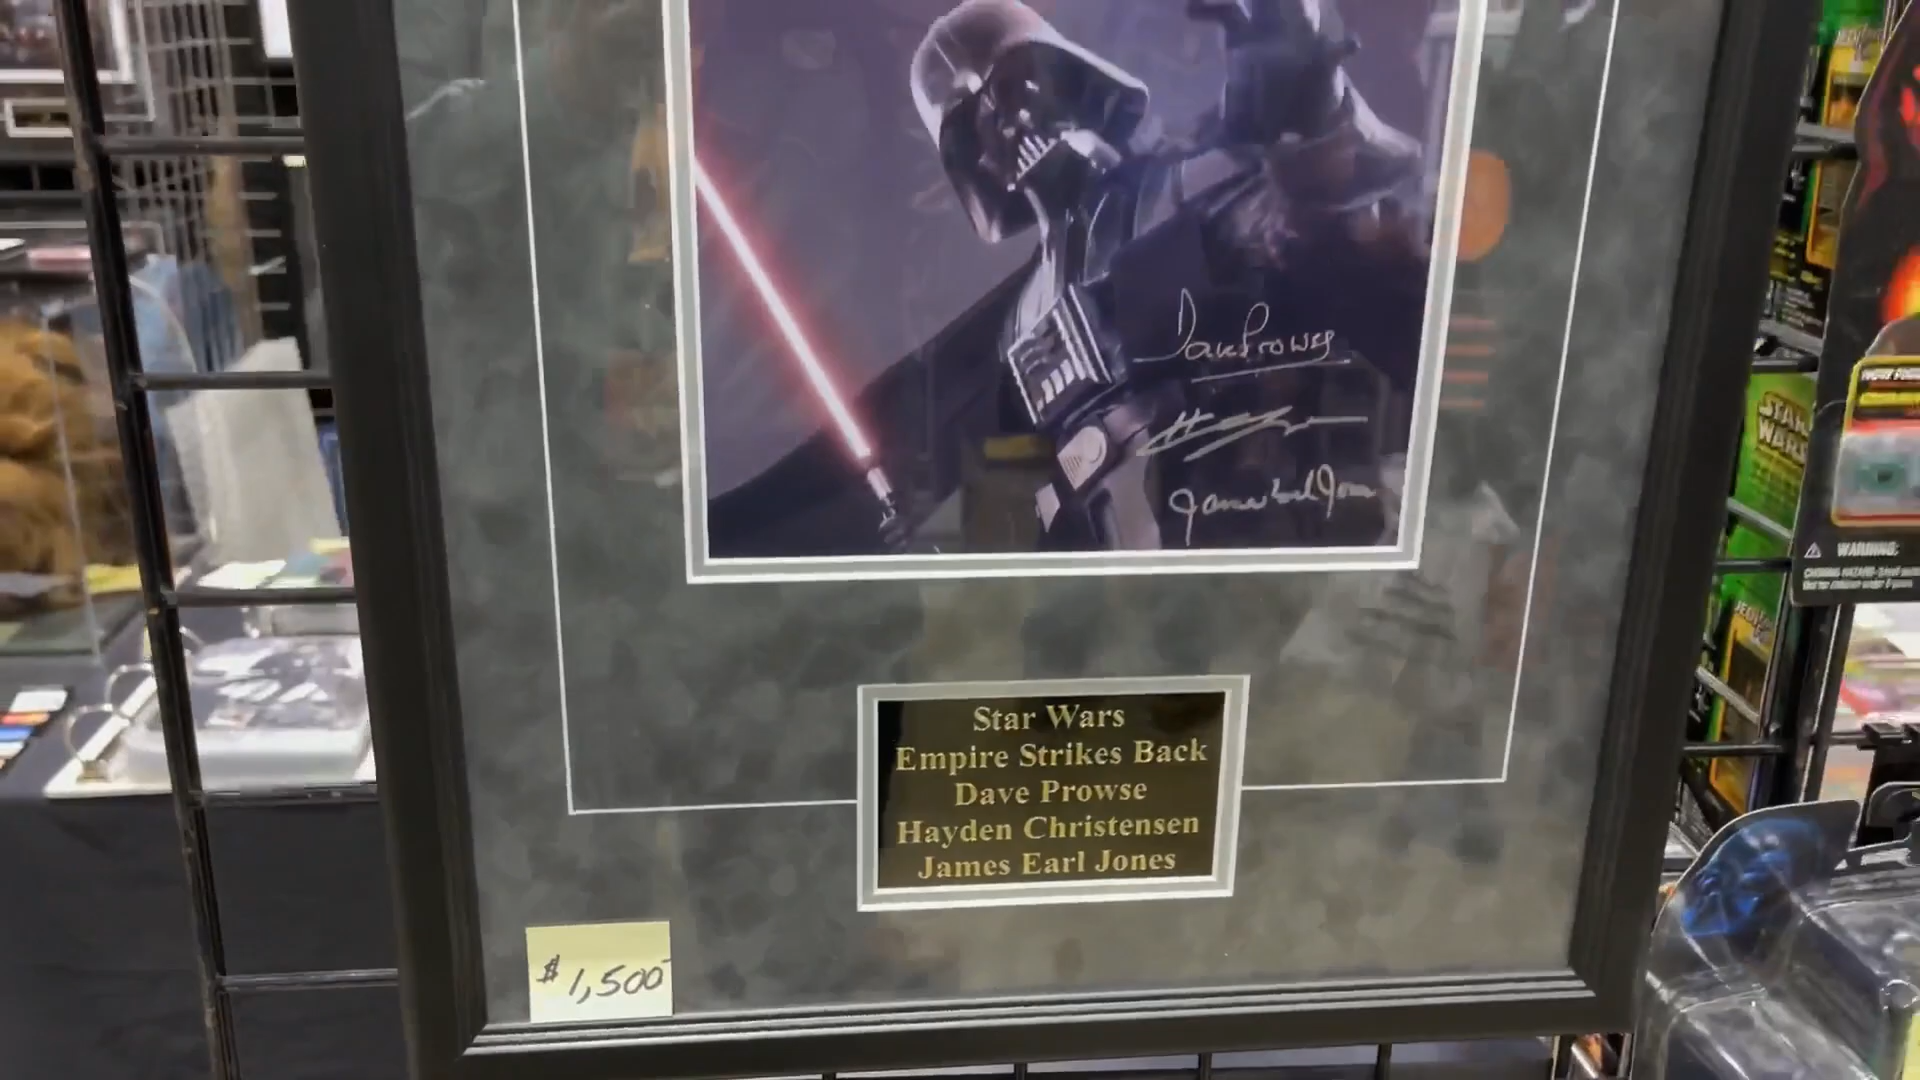 Dave Prowse
James Earl Jones
Star Wars
Empire Strikes Back
Dave Prowse
Hayden Christensen
James Earl Jones
$1,500
STAR
WARS
WARNING: